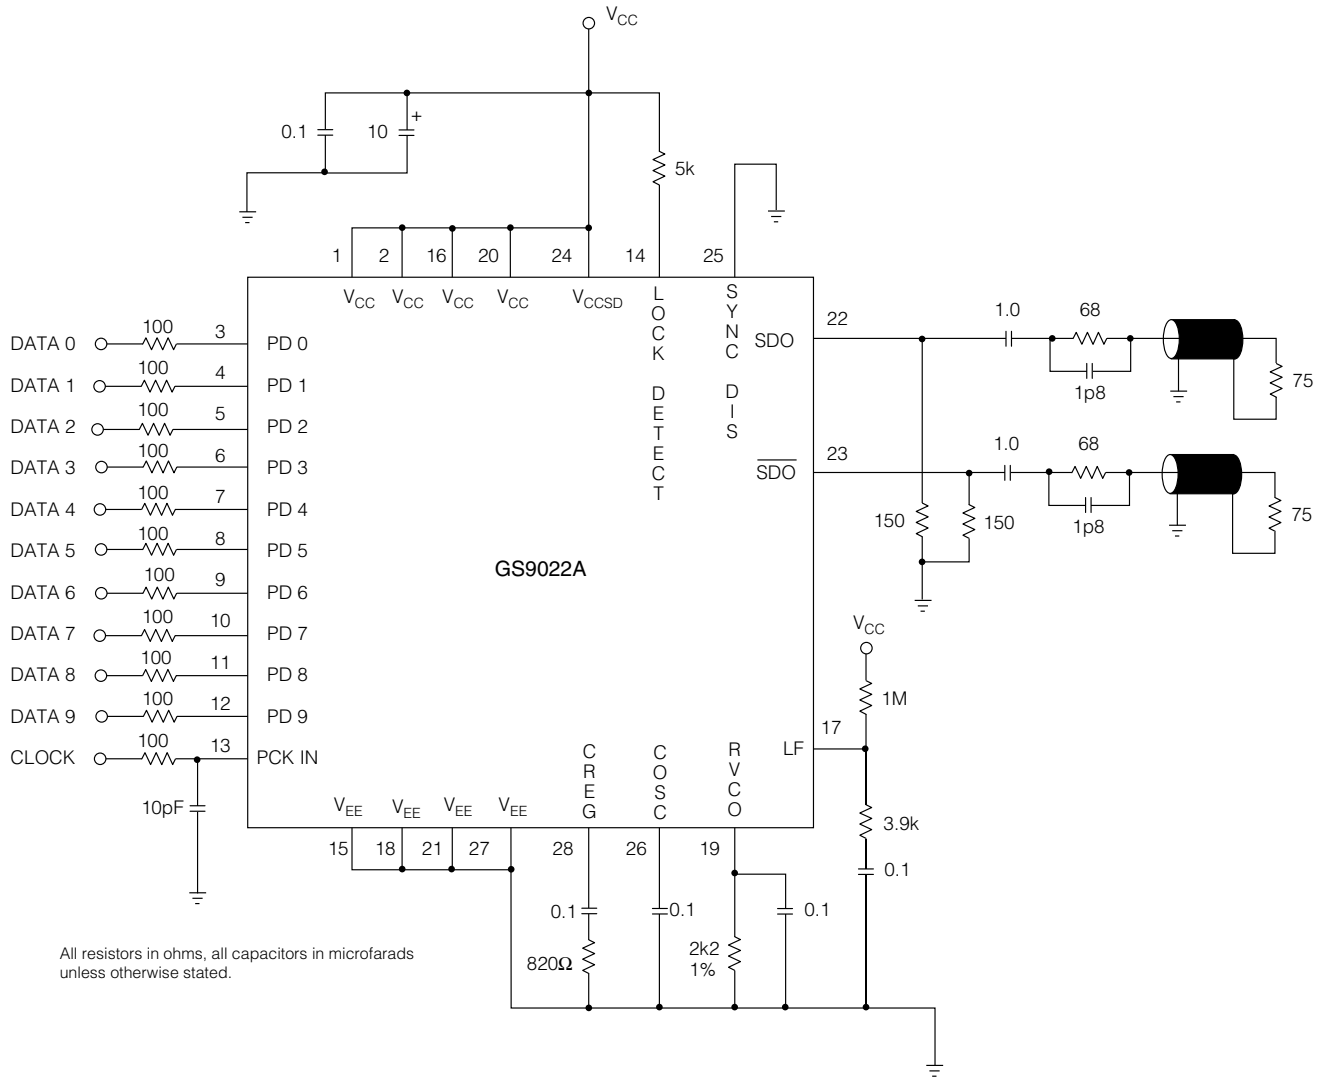 VCC
0.1
10
+
5k
1
2
16
20
24
14
25
VCC
VCC
VCC
VCC
VCCSD
LOCK DETECT
SYNC DIS
DATA 0
100
3
PD 0
DATA 1
100
4
PD 1
DATA 2
100
5
PD 2
DATA 3
100
6
PD 3
DATA 4
100
7
PD 4
DATA 5
100
8
PD 5
DATA 6
100
9
PD 6
DATA 7
100
10
PD 7
DATA 8
100
11
PD 8
DATA 9
100
12
PD 9
CLOCK
100
13
PCK IN
10pF
GS9022A
SDO
22
1.0
68
1p8
75
SDO
23
1.0
68
1p8
75
150
150
VCC
1M
17
LF
3.9k
0.1
VEE
VEE
VEE
VEE
CREG
COSC
RVCO
15
18
21
27
28
26
19
0.1
0.1
0.1
820Ω
2k2
1%
All resistors in ohms, all capacitors in microfarads
unless otherwise stated.